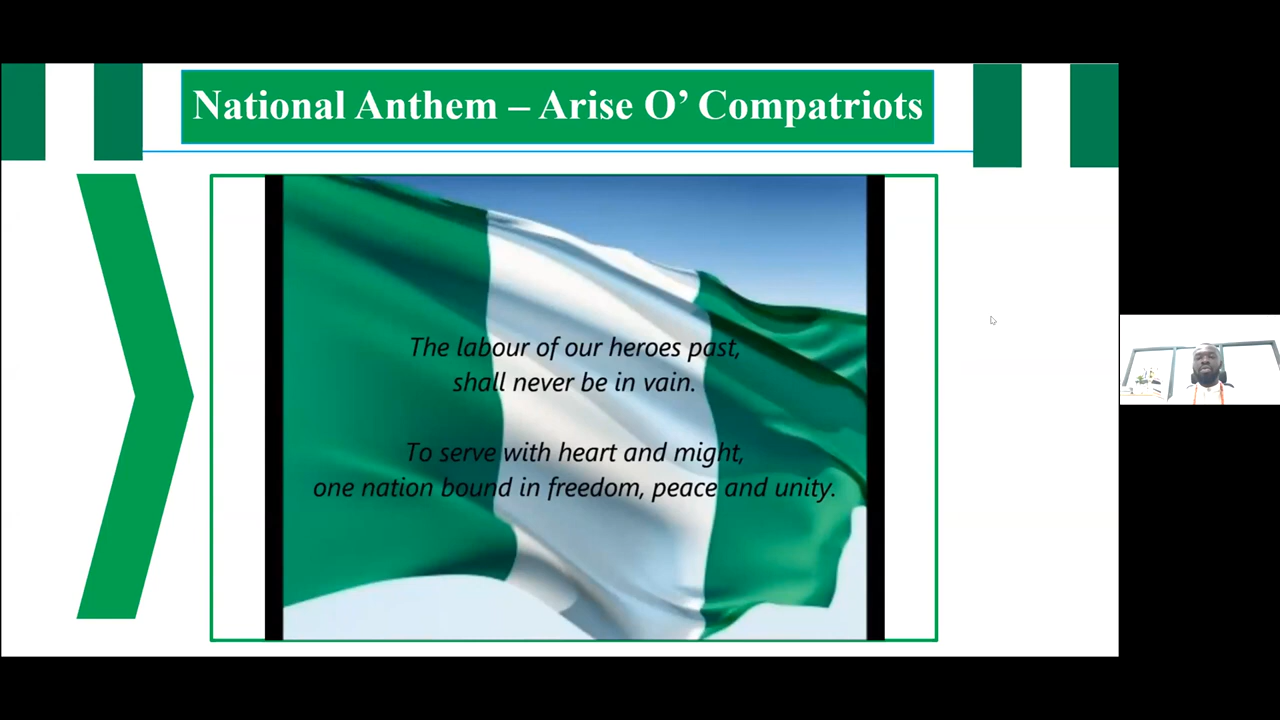 National Anthem – Arise O’ Compatriots
The labour of our heroes past,
shall never be in vain.
To serve with heart and might,
one nation bound in freedom, peace and unity.